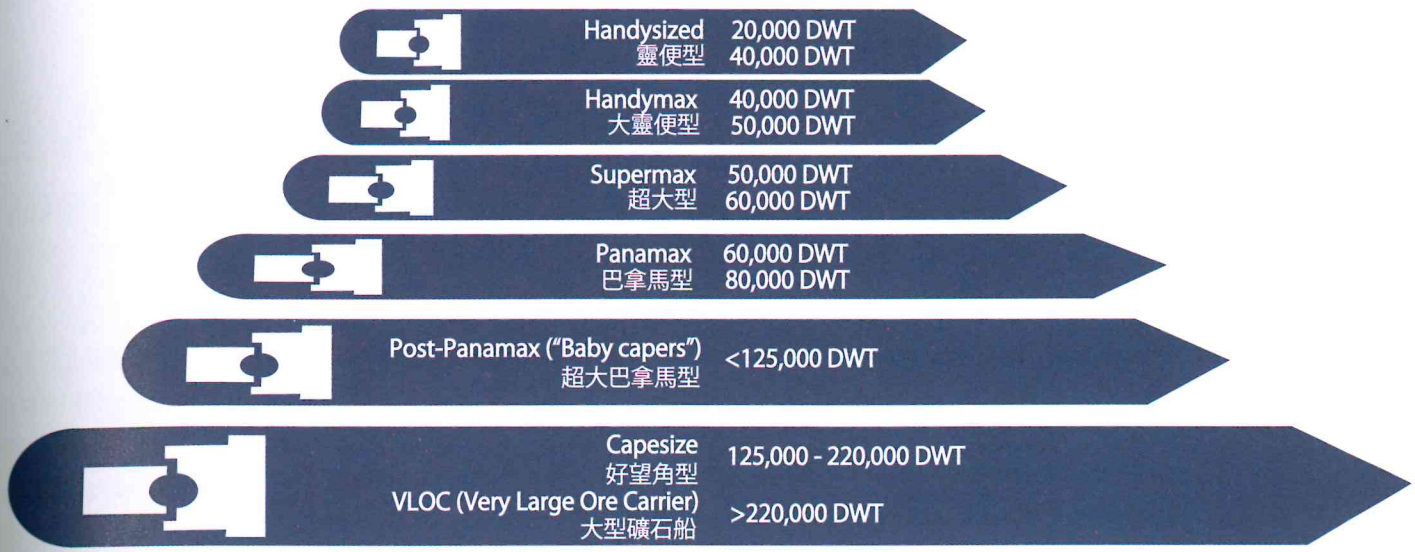 Handysized 20,000 DWT
靈便型 40,000 DWT
Handymax 40,000 DWT
大靈便型 50,000 DWT
Supermax 50,000 DWT
超大型 60,000 DWT
Panamax 60,000 DWT
巴拿馬型 80,000 DWT
Post-Panamax (“Baby capers”) <125,000 DWT
超大巴拿馬型
Capesize 125,000 - 220,000 DWT
好望角型
VLOC (Very Large Ore Carrier) >220,000 DWT
大型礦石船